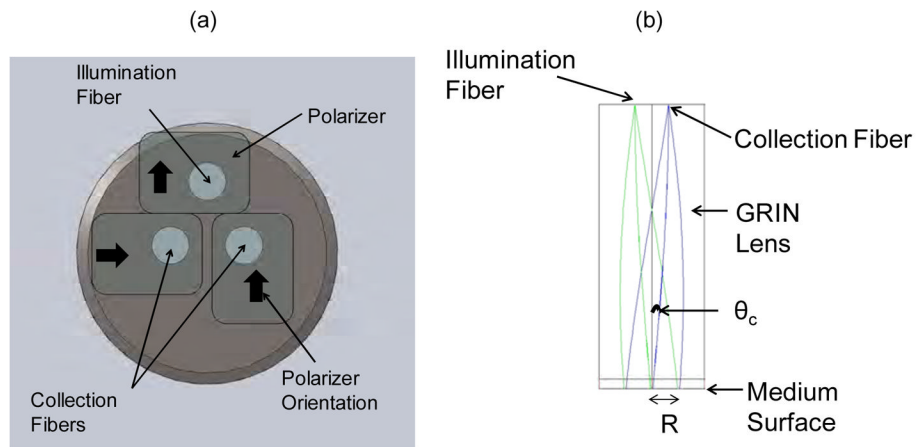 (a)
Illumination
Fiber
Polarizer
Collection
Fibers
Polarizer
Orientation
(b)
Illumination
Fiber
Collection Fiber
GRIN
Lens
θc
Medium
Surface
R